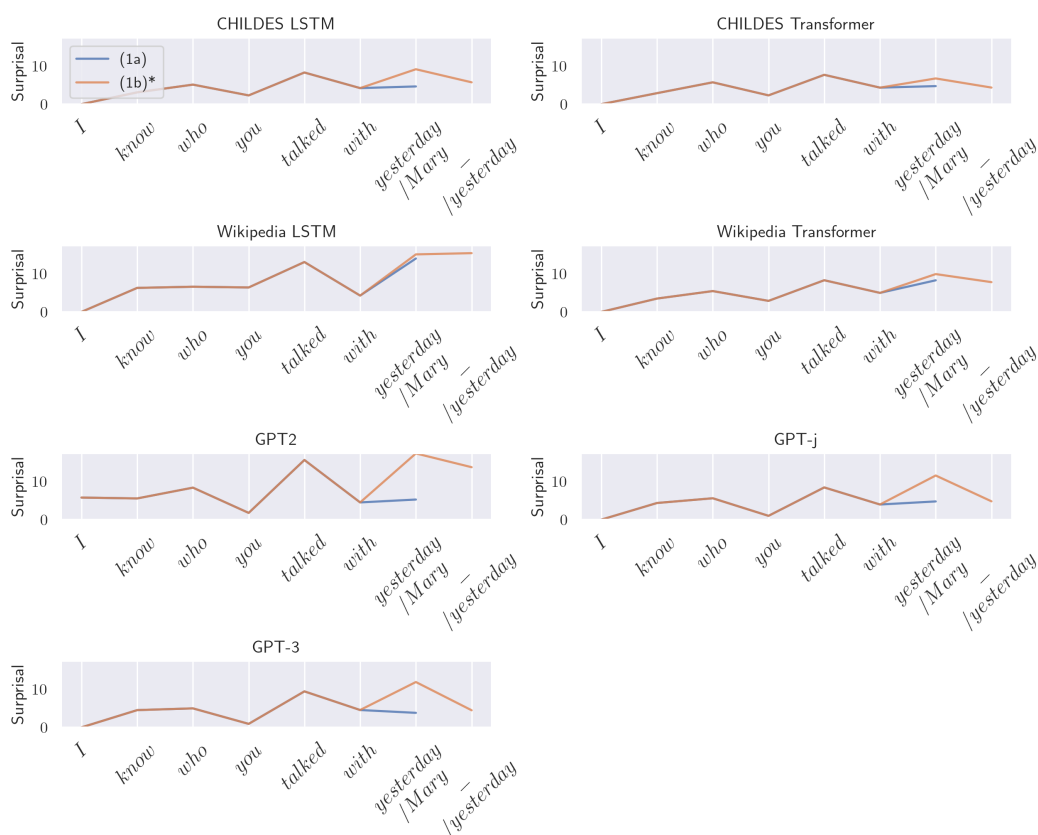 CHILDES LSTM
Surprisal
10
0
(1a)
(1b)*
I
know
who
you
talked
with
yesterday
/Mary
_
/yesterday
CHILDES Transformer
Surprisal
10
0
I
know
who
you
talked
with
yesterday
/Mary
_
/yesterday
Wikipedia LSTM
Surprisal
10
0
I
know
who
you
talked
with
yesterday
/Mary
_
/yesterday
Wikipedia Transformer
Surprisal
10
0
I
know
who
you
talked
with
yesterday
/Mary
_
/yesterday
GPT2
Surprisal
10
0
I
know
who
you
talked
with
yesterday
/Mary
_
/yesterday
GPT-j
Surprisal
10
0
I
know
who
you
talked
with
yesterday
/Mary
_
/yesterday
GPT-3
Surprisal
10
0
I
know
who
you
talked
with
yesterday
/Mary
_
/yesterday